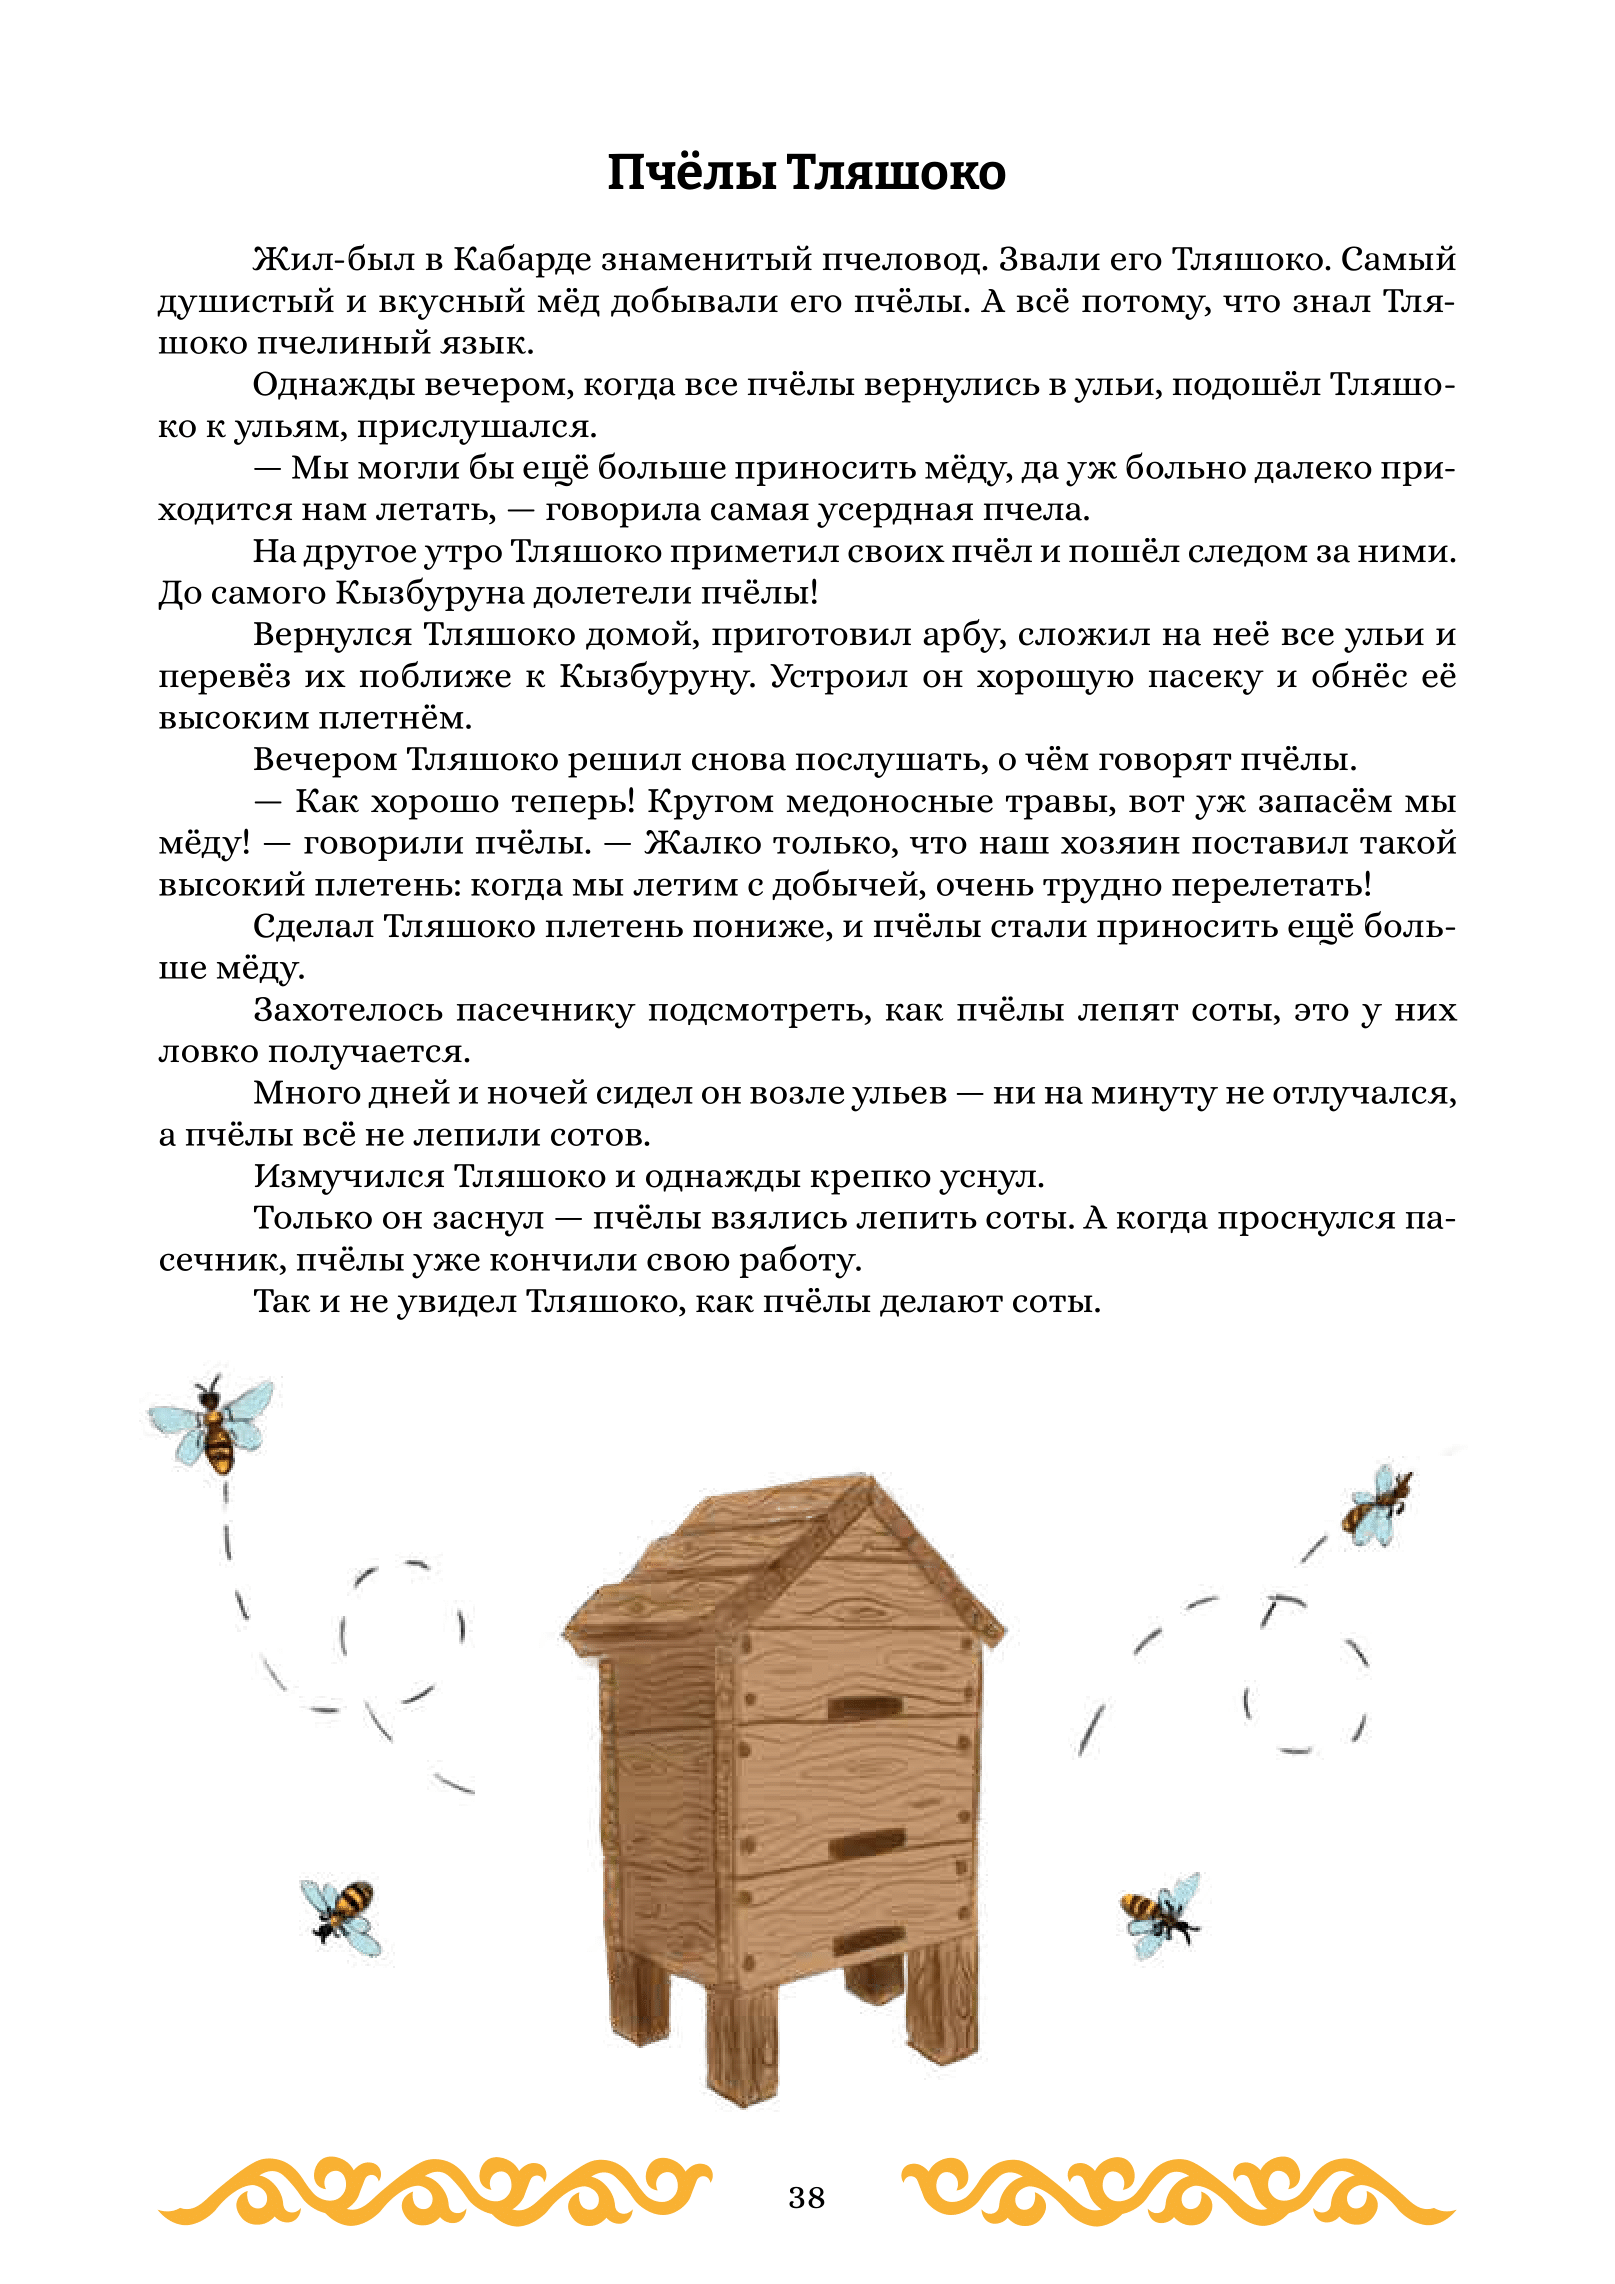 Пчёлы Тляшоко
Жил-был в Кабарде знаменитый пчеловод. Звали его Тляшоко. Самый
душистый и вкусный мёд добывали его пчёлы. А всё потому, что знал Тля-
шоко пчелиный язык.
Однажды вечером, когда все пчёлы вернулись в ульи, подошёл Тляшо-
ко к ульям, прислушался.
— Мы могли бы ещё больше приносить мёду, да уж больно далеко при-
ходится нам летать, — говорила самая усердная пчела.
На другое утро Тляшоко приметил своих пчёл и пошёл следом за ними.
До самого Кызбуруна долетели пчёлы!
Вернулся Тляшоко домой, приготовил арбу, сложил на неё все ульи и
перевёз их поближе к Кызбуруну. Устроил он хорошую пасеку и обнёс её
высоким плетнём.
Вечером Тляшоко решил снова послушать, о чём говорят пчёлы.
— Как хорошо теперь! Кругом медоносные травы, вот уж запасём мы
мёду! — говорили пчёлы. — Жалко только, что наш хозяин поставил такой
высокий плетень: когда мы летим с добычей, очень трудно перелетать!
Сделал Тляшоко плетень пониже, и пчёлы стали приносить ещё боль-
ше мёду.
Захотелось пасечнику подсмотреть, как пчёлы лепят соты, это у них
ловко получается.
Много дней и ночей сидел он возле ульев — ни на минуту не отлучался,
а пчёлы всё не лепили сотов.
Измучился Тляшоко и однажды крепко уснул.
Только он заснул — пчёлы взялись лепить соты. А когда проснулся па-
сечник, пчёлы уже кончили свою работу.
Так и не увидел Тляшоко, как пчёлы делают соты.
38